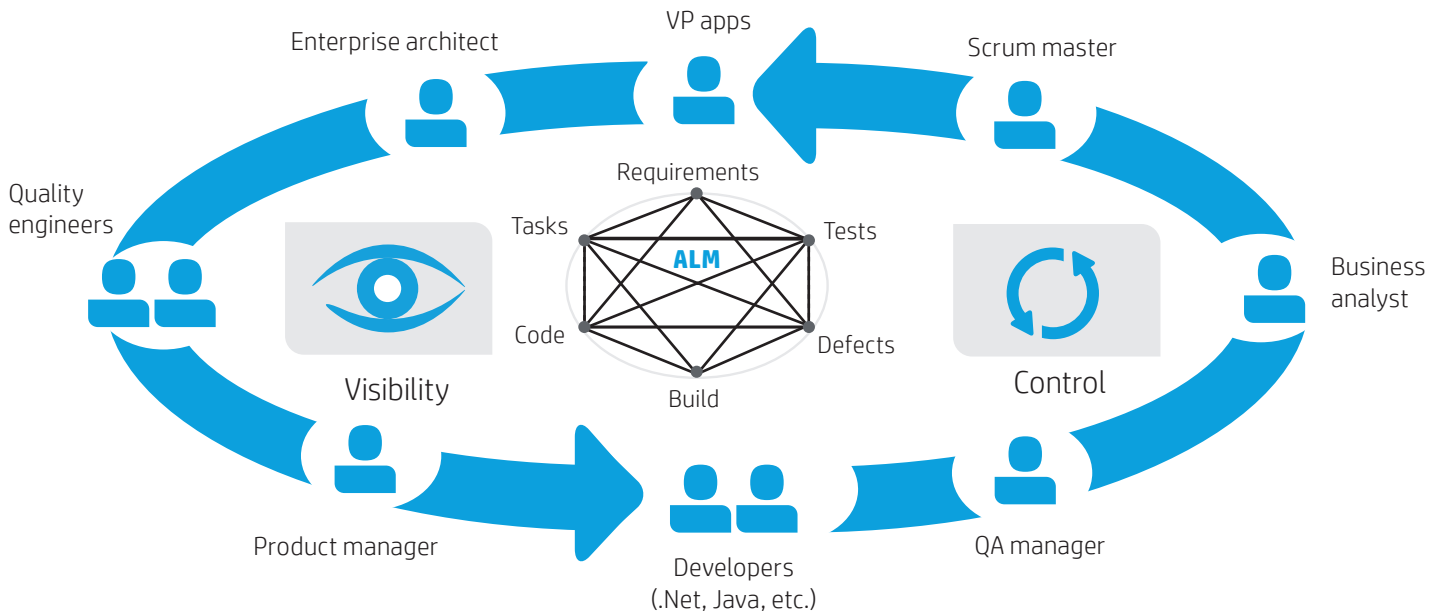 VP apps
Enterprise architect
Scrum master
Requirements
Quality
engineers
Tasks
Tests
ALM
Business
analyst
Code
Defects
Visibility
Build
Control
Product manager
QA manager
Developers
(.Net, Java, etc.)